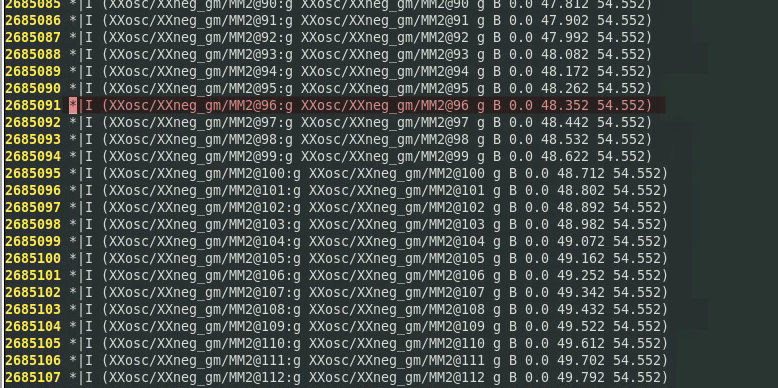 2685085 *|I (XXosc/XXneg_gm/MM2@90:g XXosc/XXneg_gm/MM2@90 g B 0.0 47.812 54.552)
2685086 *|I (XXosc/XXneg_gm/MM2@91:g XXosc/XXneg_gm/MM2@91 g B 0.0 47.902 54.552)
2685087 *|I (XXosc/XXneg_gm/MM2@92:g XXosc/XXneg_gm/MM2@92 g B 0.0 47.992 54.552)
2685088 *|I (XXosc/XXneg_gm/MM2@93:g XXosc/XXneg_gm/MM2@93 g B 0.0 48.082 54.552)
2685089 *|I (XXosc/XXneg_gm/MM2@94:g XXosc/XXneg_gm/MM2@94 g B 0.0 48.172 54.552)
2685090 *|I (XXosc/XXneg_gm/MM2@95:g XXosc/XXneg_gm/MM2@95 g B 0.0 48.262 54.552)
2685091 *|I (XXosc/XXneg_gm/MM2@96:g XXosc/XXneg_gm/MM2@96 g B 0.0 48.352 54.552)
2685092 *|I (XXosc/XXneg_gm/MM2@97:g XXosc/XXneg_gm/MM2@97 g B 0.0 48.442 54.552)
2685093 *|I (XXosc/XXneg_gm/MM2@98:g XXosc/XXneg_gm/MM2@98 g B 0.0 48.532 54.552)
2685094 *|I (XXosc/XXneg_gm/MM2@99:g XXosc/XXneg_gm/MM2@99 g B 0.0 48.622 54.552)
2685095 *|I (XXosc/XXneg_gm/MM2@100:g XXosc/XXneg_gm/MM2@100 g B 0.0 48.712 54.552)
2685096 *|I (XXosc/XXneg_gm/MM2@101:g XXosc/XXneg_gm/MM2@101 g B 0.0 48.802 54.552)
2685097 *|I (XXosc/XXneg_gm/MM2@102:g XXosc/XXneg_gm/MM2@102 g B 0.0 48.892 54.552)
2685098 *|I (XXosc/XXneg_gm/MM2@103:g XXosc/XXneg_gm/MM2@103 g B 0.0 48.982 54.552)
2685099 *|I (XXosc/XXneg_gm/MM2@104:g XXosc/XXneg_gm/MM2@104 g B 0.0 49.072 54.552)
2685100 *|I (XXosc/XXneg_gm/MM2@105:g XXosc/XXneg_gm/MM2@105 g B 0.0 49.162 54.552)
2685101 *|I (XXosc/XXneg_gm/MM2@106:g XXosc/XXneg_gm/MM2@106 g B 0.0 49.252 54.552)
2685102 *|I (XXosc/XXneg_gm/MM2@107:g XXosc/XXneg_gm/MM2@107 g B 0.0 49.342 54.552)
2685103 *|I (XXosc/XXneg_gm/MM2@108:g XXosc/XXneg_gm/MM2@108 g B 0.0 49.432 54.552)
2685104 *|I (XXosc/XXneg_gm/MM2@109:g XXosc/XXneg_gm/MM2@109 g B 0.0 49.522 54.552)
2685105 *|I (XXosc/XXneg_gm/MM2@110:g XXosc/XXneg_gm/MM2@110 g B 0.0 49.612 54.552)
2685106 *|I (XXosc/XXneg_gm/MM2@111:g XXosc/XXneg_gm/MM2@111 g B 0.0 49.702 54.552)
2685107 *|I (XXosc/XXneg_gm/MM2@112:g XXosc/XXneg_gm/MM2@112 g B 0.0 49.792 54.552)